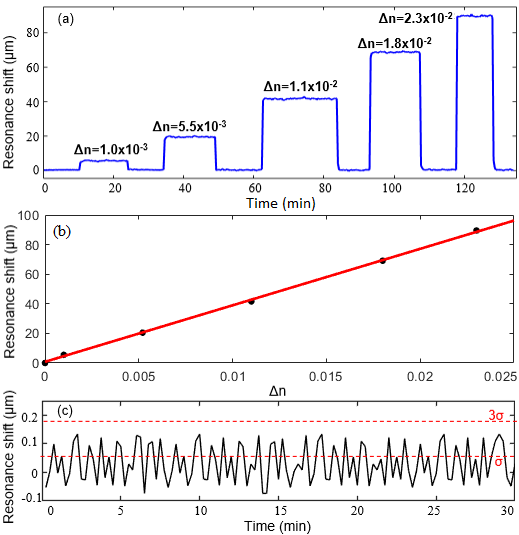 (a)
Δn=2.3x10-2
Δn=1.8x10-2
Δn=1.1x10-2
Δn=5.5x10-3
Δn=1.0x10-3
Resonance shift (µm)
80
60
40
20
0
0 20 40 60 80 100 120
Time (min)
(b)
Resonance shift (µm)
100
80
60
40
20
0
0 0.005 0.01 0.015 0.02 0.025
Δn
(c)
Resonance shift (µm)
0.2
0.1
0
-0.1
3σ
σ
0 5 10 15 20 25 30
Time (min)